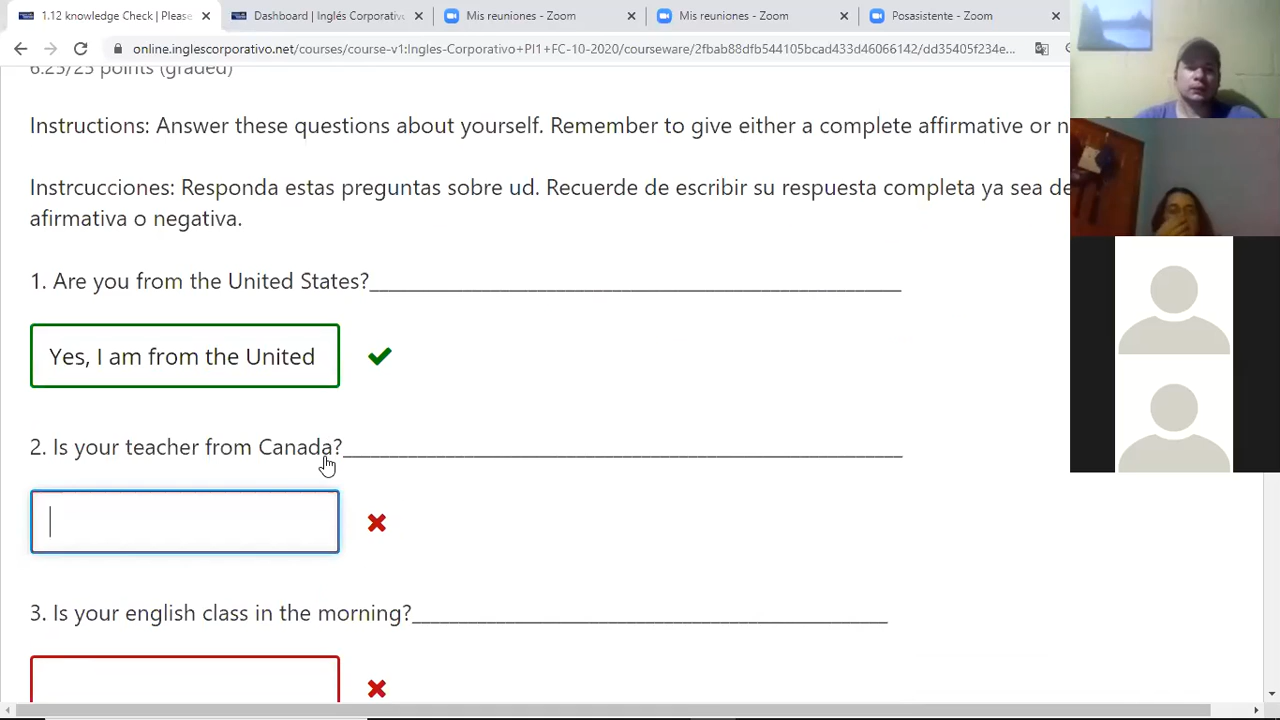 1.12 knowledge Check | Please
Dashboard | Inglés Corporativo
Mis reuniones - Zoom
Mis reuniones - Zoom
Posasistente - Zoom
online.inglescorporativo.net/courses/course-v1:Ingles-Corporativo+PI1+FC-10-2020/courseware/2fbab88fb544105bcad433d46066142/dd35405f234e...
6.25/25 points (graded)
Instructions: Answer these questions about yourself. Remember to give either a complete affirmative or n
Instrcucciones: Responda estas preguntas sobre ud. Recuerde de escribir su respuesta completa ya sea de
afirmativa o negativa.
1. Are you from the United States?
Yes, I am from the United
2. Is your teacher from Canada?
3. Is your english class in the morning?